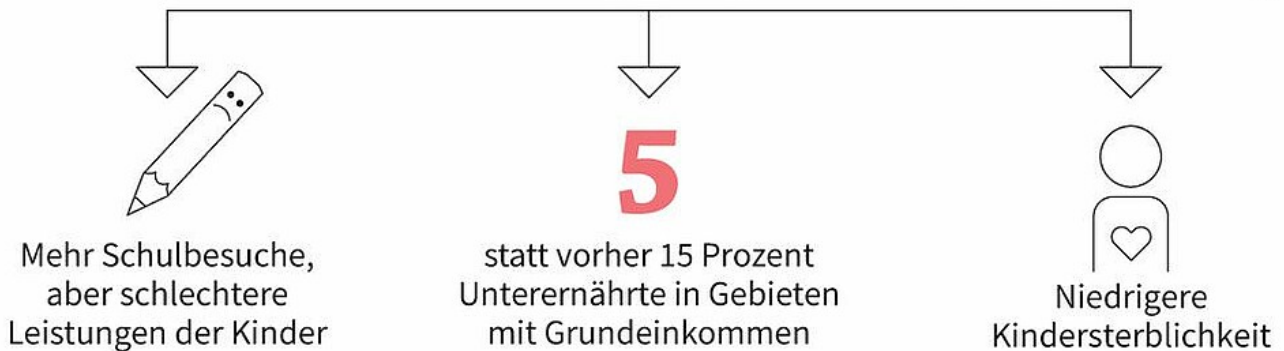 Mehr Schulbesuche,
aber schlechtere
Leistungen der Kinder
5
statt vorher 15 Prozent
Unterernährte in Gebieten
mit Grundeinkommen
Niedrigere
Kindersterblichkeit